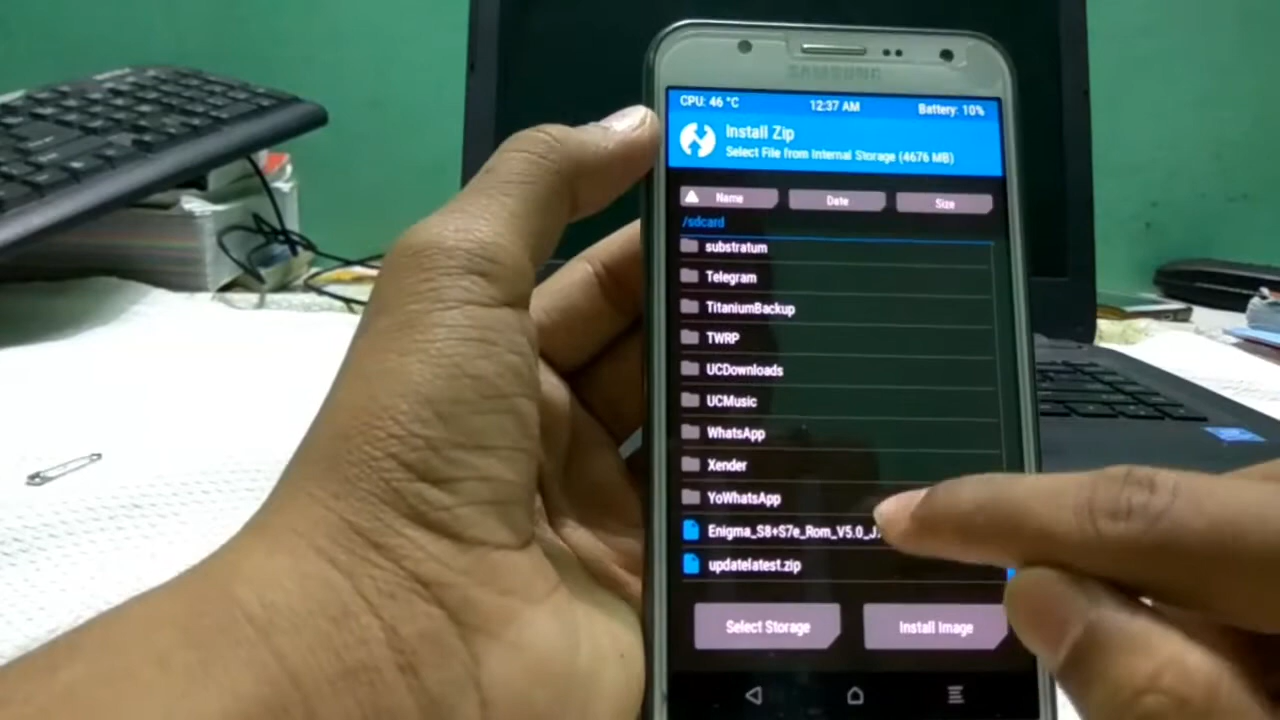 SAMSUNG
CPU: 46 °C 12:37 AM Battery: 10%
Install Zip
Select File from Internal Storage (4676 MB)
Name Date Size
/sdcard
substratum
Telegram
TitaniumBackup
TWRP
UCDownloads
UCMusic
WhatsApp
Xender
YoWhatsApp
Enigma_S8+S7e_Rom_V5.0_J
updatelatest.zip
Select Storage Install Image